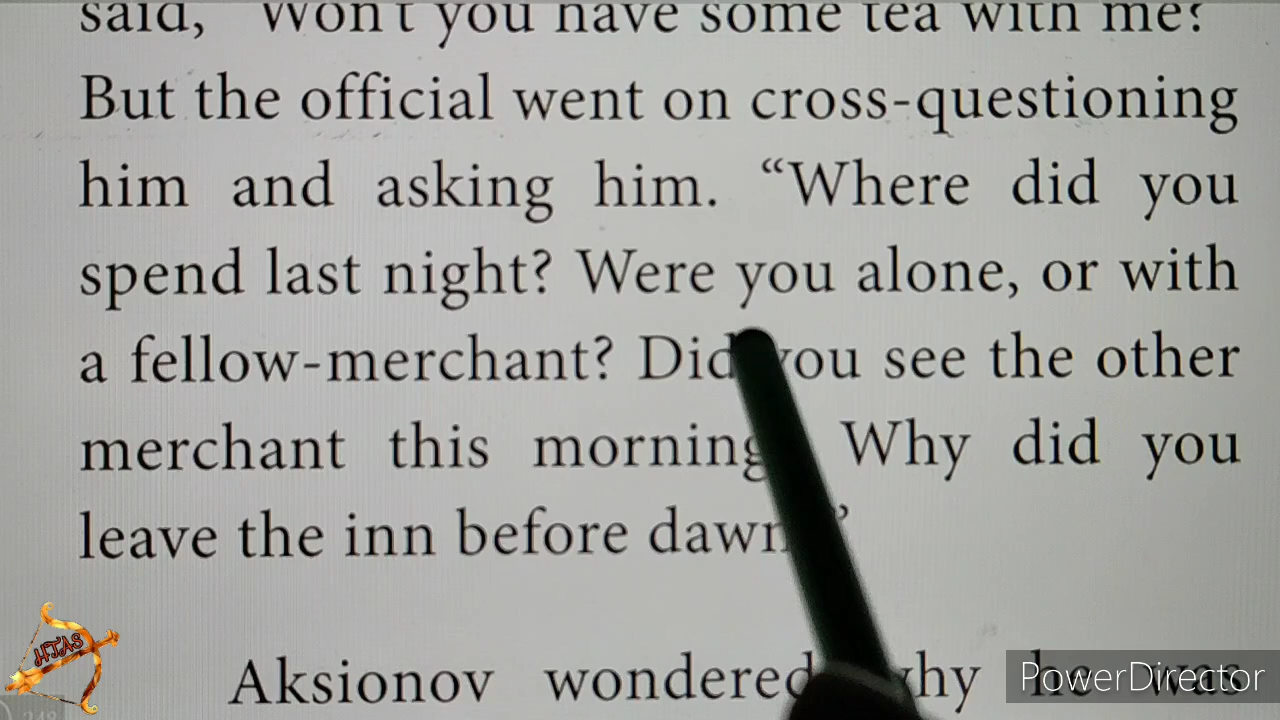 said, "Won't you have some tea with me?
But the official went on cross-questioning
him and asking him. “Where did you
spend last night? Were you alone, or with
a fellow-merchant? Did you see the other
merchant this morning Why did you
leave the inn before dawn ”
Aksionov wondered why he was
PowerDirector
HTAS